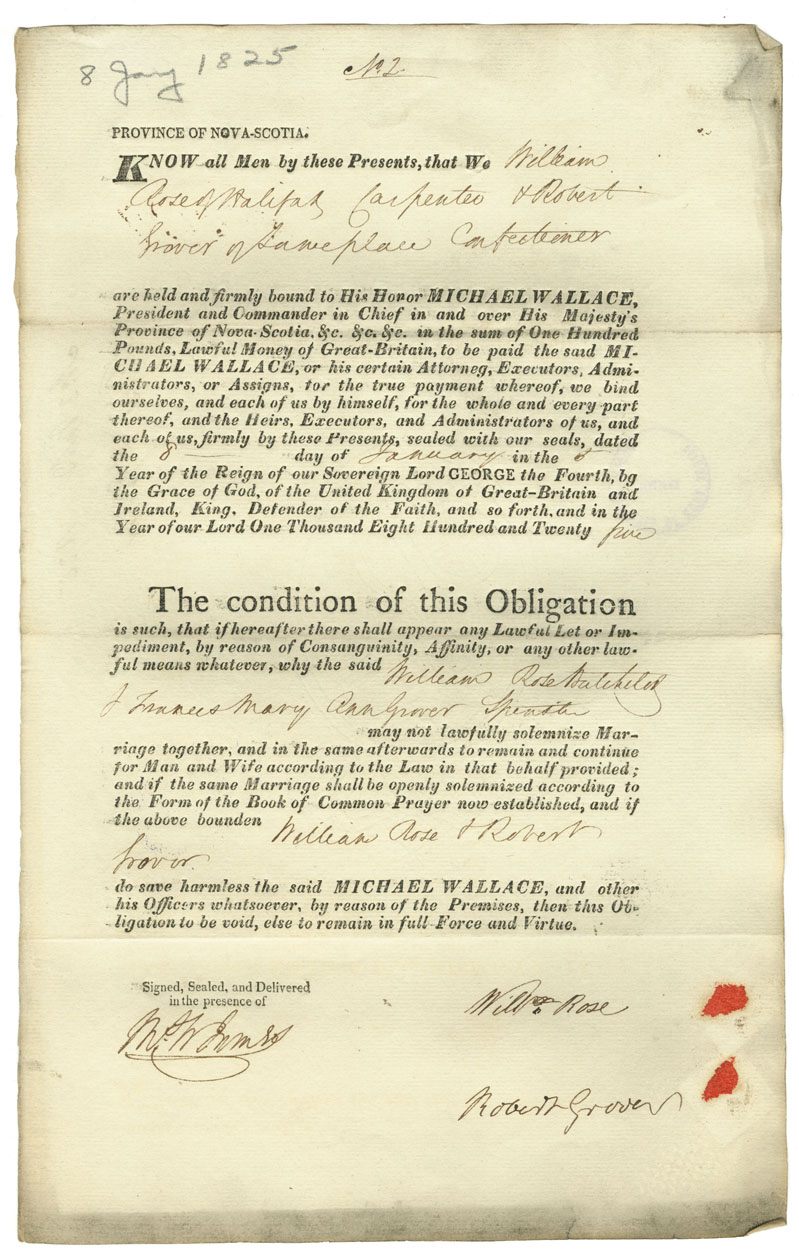 8 Jany 1825
No 2
PROVINCE OF NOVA-SCOTIA.
KNOW all Men by these Presents, that We William
Rose of Halifax Carpenter & Robert
Grover of Same place Confectioner
are held and firmly bound to His Honor MICHAEL WALLACE,
President and Commander in Chief in and over His Majesty's
Province of Nova-Scotia, &c. &c. &c. in the sum of One Hundred
Pounds, Lawful Money of Great-Britain, to be paid the said MI-
CHAEL WALLACE, or his certain Attorney, Executors, Admi-
nistrators, or Assigns, for the true payment whereof, we bind
ourselves, and each of us by himself, for the whole and every part
thereof, and the Heirs, Executors, and Administrators of us, and
each of us, firmly by these Presents, sealed with our seals, dated
the 8 day of January in the 5
Year of the Reign of our Sovereign Lord GEORGE the Fourth, by
the Grace of God, of the United Kingdom of Great-Britain and
Ireland, King, Defender of the Faith, and so forth, and in the
Year of our Lord One Thousand Eight Hundred and Twenty five
The condition of this Obligation
is such, that if hereafter there shall appear any Lawful Let or Im-
pediment, by reason of Consanguinity, Affinity, or any other law-
ful means whatever, why the said William Rose Batchelor
& Frances Mary Ann Grover Spinster
may not lawfully solemnize Mar-
riage together, and in the same afterwards to remain and continue
for Man and Wife according to the Law in that behalf provided;
and if the same Marriage shall be openly solemnized according to
the Form of the Book of Common Prayer now established, and if
the above bounden William Rose & Robert
Grover
do save harmless the said MICHAEL WALLACE, and other
his Officers whatsoever, by reason of the Premises, then this Ob-
ligation to be void, else to remain in full Force and Virtue.
Signed, Sealed, and Delivered
in the presence of
Willm Rose
Robert Grover